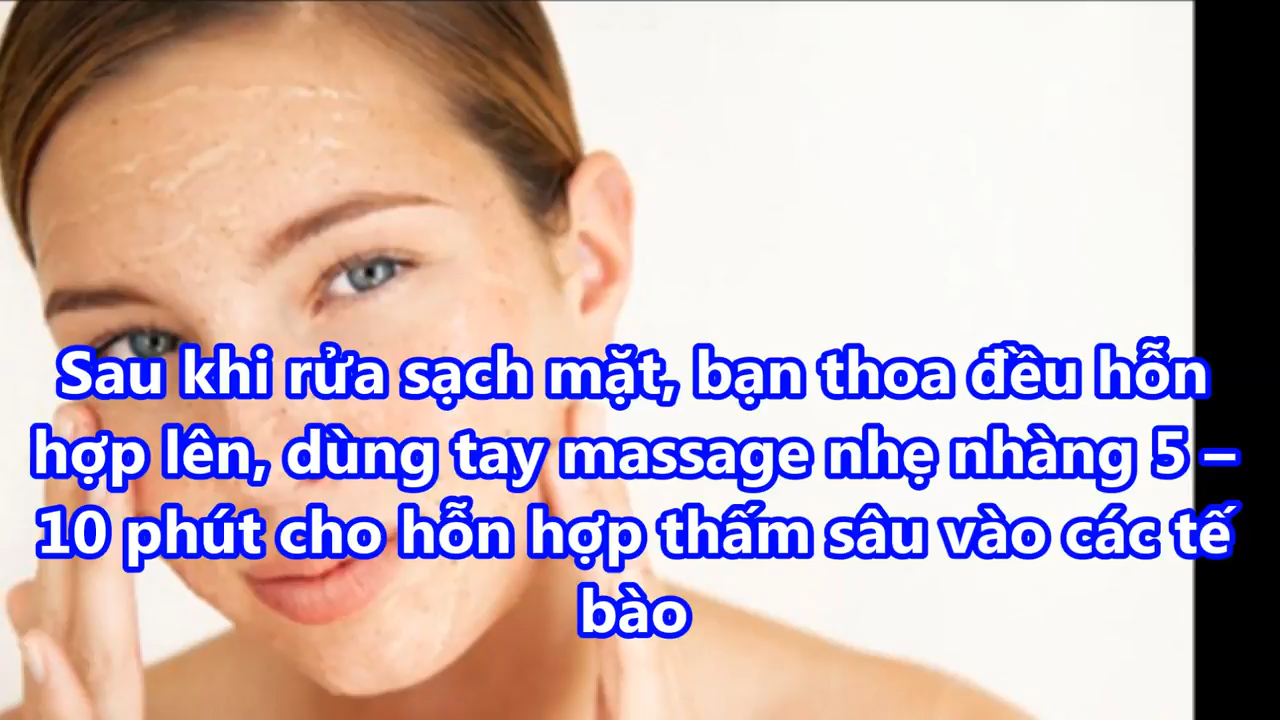 Sau khi rửa sạch mặt, bạn thoa đều hỗn
hợp lên, dùng tay massage nhẹ nhàng 5 –
10 phút cho hỗn hợp thấm sâu vào các tế
bào